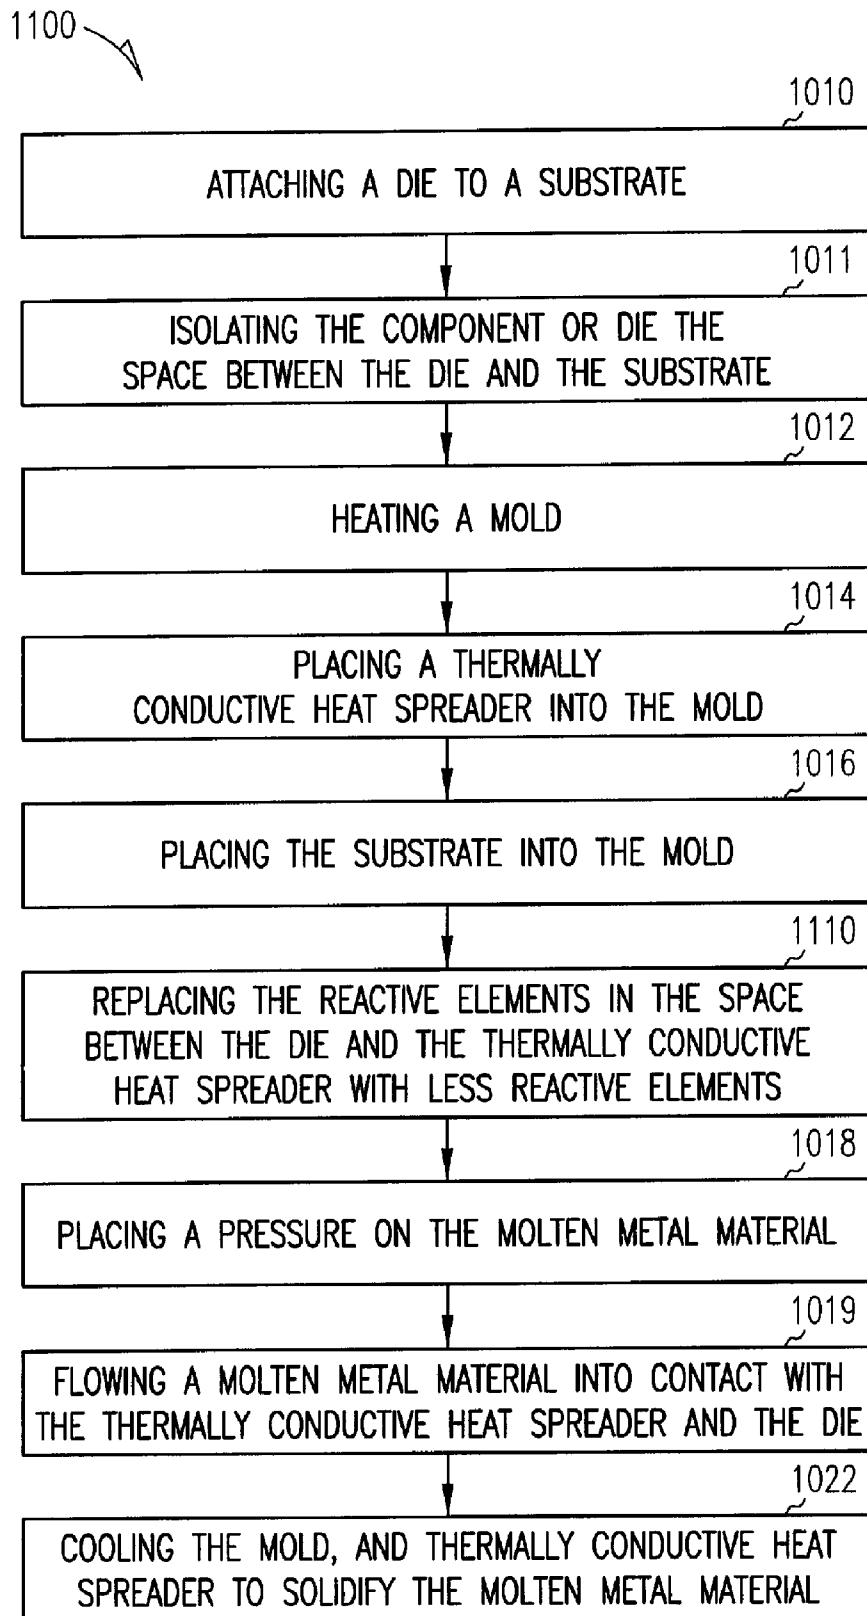 1100
1010
ATTACHING A DIE TO A SUBSTRATE
1011
ISOLATING THE COMPONENT OR DIE THE
SPACE BETWEEN THE DIE AND THE SUBSTRATE
1012
HEATING A MOLD
1014
PLACING A THERMALLY
CONDUCTIVE HEAT SPREADER INTO THE MOLD
1016
PLACING THE SUBSTRATE INTO THE MOLD
1110
REPLACING THE REACTIVE ELEMENTS IN THE SPACE
BETWEEN THE DIE AND THE THERMALLY CONDUCTIVE
HEAT SPREADER WITH LESS REACTIVE ELEMENTS
1018
PLACING A PRESSURE ON THE MOLTEN METAL MATERIAL
1019
FLOWING A MOLTEN METAL MATERIAL INTO CONTACT WITH
THE THERMALLY CONDUCTIVE HEAT SPREADER AND THE DIE
1022
COOLING THE MOLD, AND THERMALLY CONDUCTIVE HEAT
SPREADER TO SOLIDIFY THE MOLTEN METAL MATERIAL